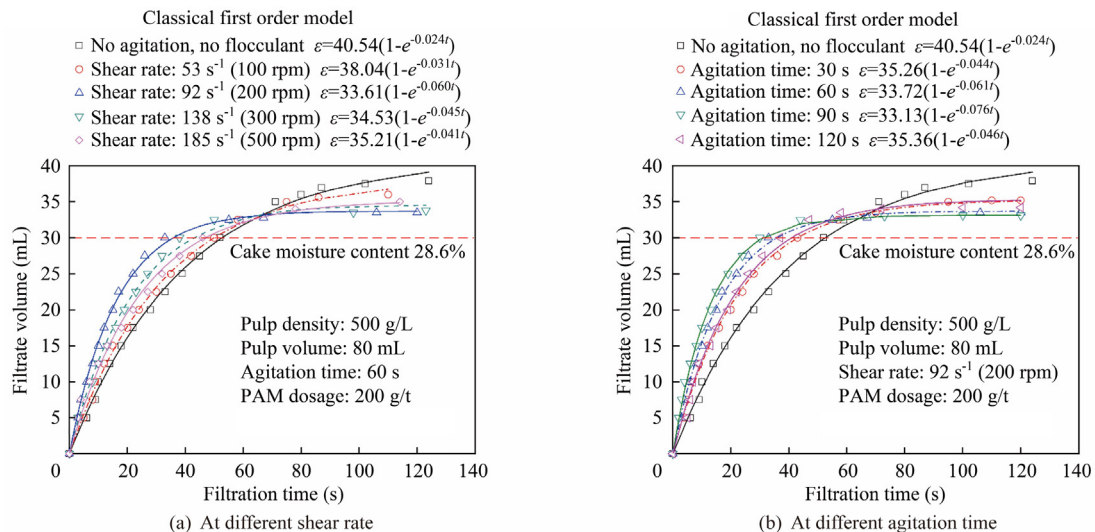 Classical first order model
No agitation, no flocculant ε=40.54(1-e^-0.024t)
Shear rate: 53 s^-1 (100 rpm) ε=38.04(1-e^-0.031t)
Shear rate: 92 s^-1 (200 rpm) ε=33.61(1-e^-0.060t)
Shear rate: 138 s^-1 (300 rpm) ε=34.53(1-e^-0.045t)
Shear rate: 185 s^-1 (500 rpm) ε=35.21(1-e^-0.041t)
45
40
35
30
25
20
15
10
5
Filtrate volume (mL)
Cake moisture content 28.6%
Pulp density: 500 g/L
Pulp volume: 80 mL
Agitation time: 60 s
PAM dosage: 200 g/t
0 20 40 60 80 100 120 140
Filtration time (s)
(a) At different shear rate
Classical first order model
No agitation, no flocculant ε=40.54(1-e^-0.024t)
Agitation time: 30 s ε=35.26(1-e^-0.044t)
Agitation time: 60 s ε=33.72(1-e^-0.061t)
Agitation time: 90 s ε=33.13(1-e^-0.076t)
Agitation time: 120 s ε=35.36(1-e^-0.046t)
45
40
35
30
25
20
15
10
5
Filtrate volume (mL)
Cake moisture content 28.6%
Pulp density: 500 g/L
Pulp volume: 80 mL
Shear rate: 92 s^-1 (200 rpm)
PAM dosage: 200 g/t
0 20 40 60 80 100 120 140
Filtration time (s)
(b) At different agitation time